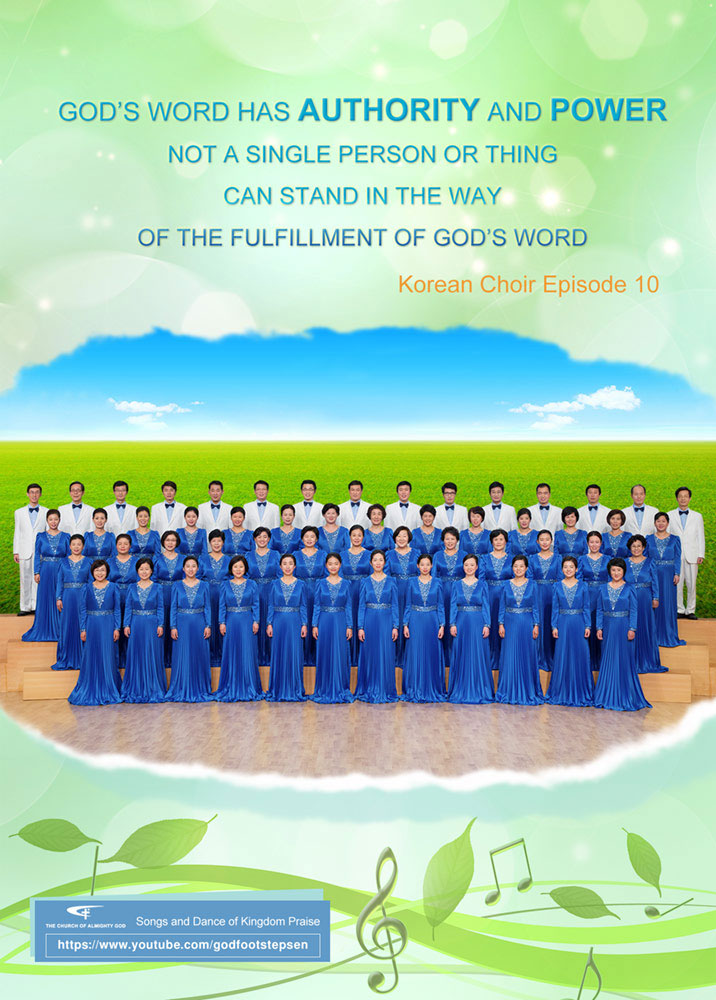 GOD'S WORD HAS AUTHORITY AND POWER
NOT A SINGLE PERSON OR THING
CAN STAND IN THE WAY
OF THE FULFILLMENT OF GOD'S WORD
Korean Choir Episode 10
THE CHURCH OF ALMIGHTY GOD
Songs and Dance of Kingdom Praise
https://www.youtube.com/godfootstepsen